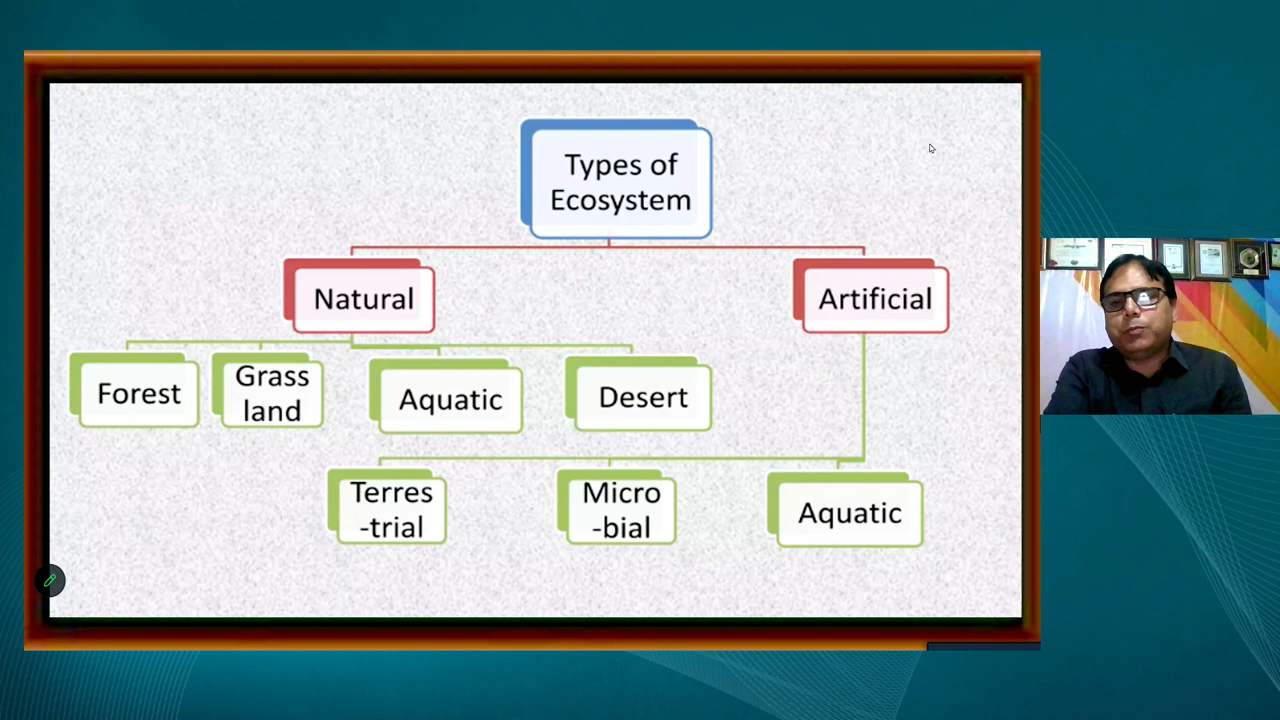 Types of
Ecosystem
Natural
Artificial
Forest
Grass
land
Aquatic
Desert
Terres
-trial
Micro
-bial
Aquatic